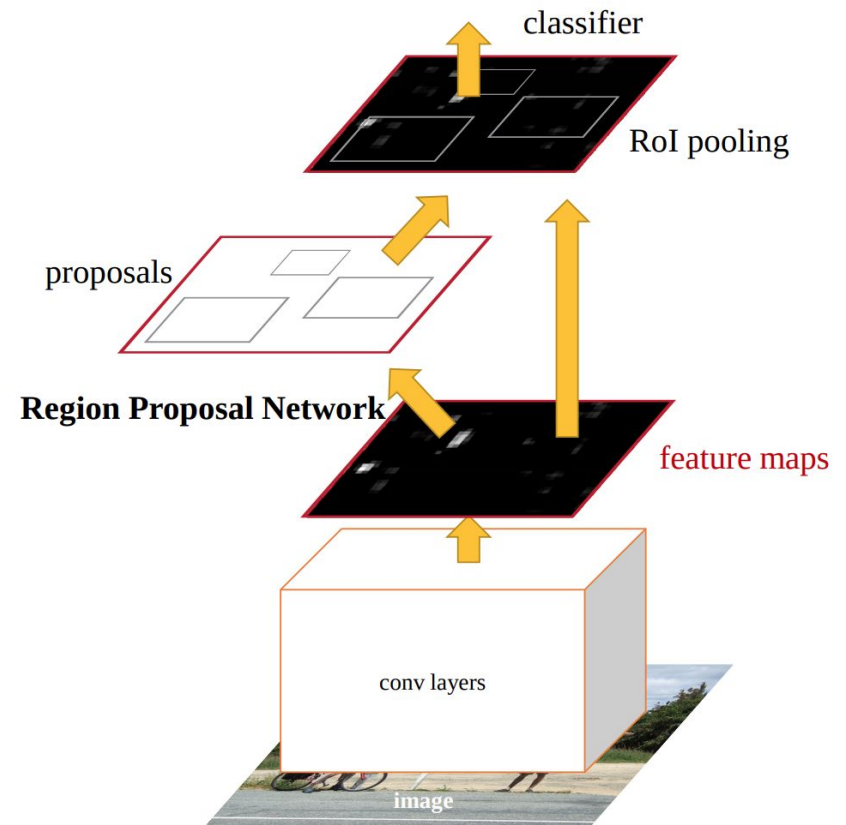 classifier
RoI pooling
proposals
Region Proposal Network
feature maps
conv layers
image